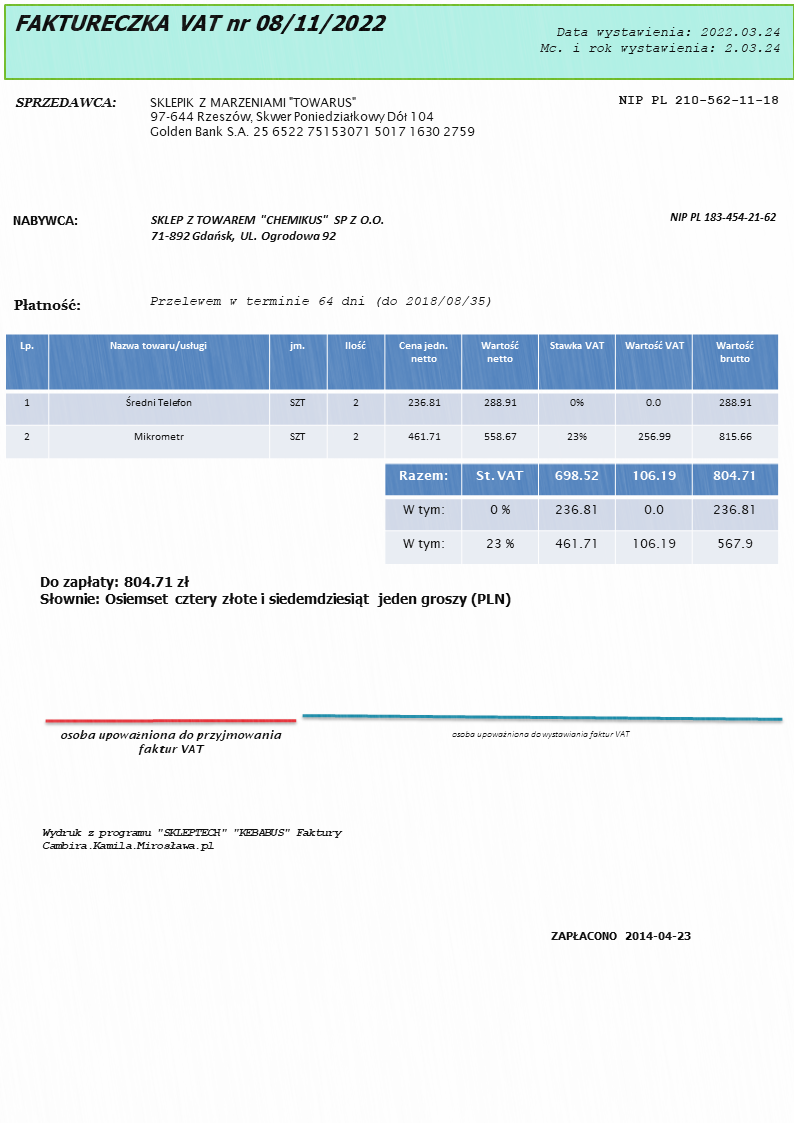 FAKTURECZKA VAT nr 08/11/2022
Data wystawienia: 2022.03.24
Mc. i rok wystawienia: 2.03.24
SPRZEDAWCA: SKLEPIK Z MARZENIAMI "TOWARUS" NIP PL 210-562-11-18
97-644 Rzeszów, Skwer Poniedziałkowy Dół 104
Golden Bank S.A. 25 6522 75153071 5017 1630 2759
NABYWCA: SKLEP Z TOWAREM "CHEMIKUS" SP Z O.O. NIP PL 183-454-21-62
71-892 Gdańsk, UL. Ogrodowa 92
Płatność: Przelewem w terminie 64 dni (do 2018/08/35)
Lp. Nazwa towaru/usługi jm. Ilość Cena jedn. Wartość Stawka VAT Wartość VAT Wartość
netto netto brutto
1 Średni Telefon SZT 2 236.81 288.91 0% 0.0 288.91
2 Mikrometr SZT 2 461.71 558.67 23% 256.99 815.66
Razem: St. VAT 698.52 106.19 804.71
W tym: 0 % 236.81 0.0 236.81
W tym: 23 % 461.71 106.19 567.9
Do zapłaty: 804.71 zł
Słownie: Osiemset cztery złote i siedemdziesiąt jeden groszy (PLN)
osoba upoważniona do przyjmowania osoba upoważniona do wystawiania faktur VAT
faktur VAT
Wydruk z programu "SKLEPTECH" "KEBABUS" Faktury
Cambira.Kamila.Mirosława.pl
ZAPŁACONO 2014-04-23